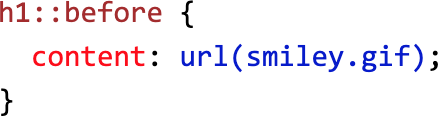 h1::before {
  content: url(smiley.gif);
}